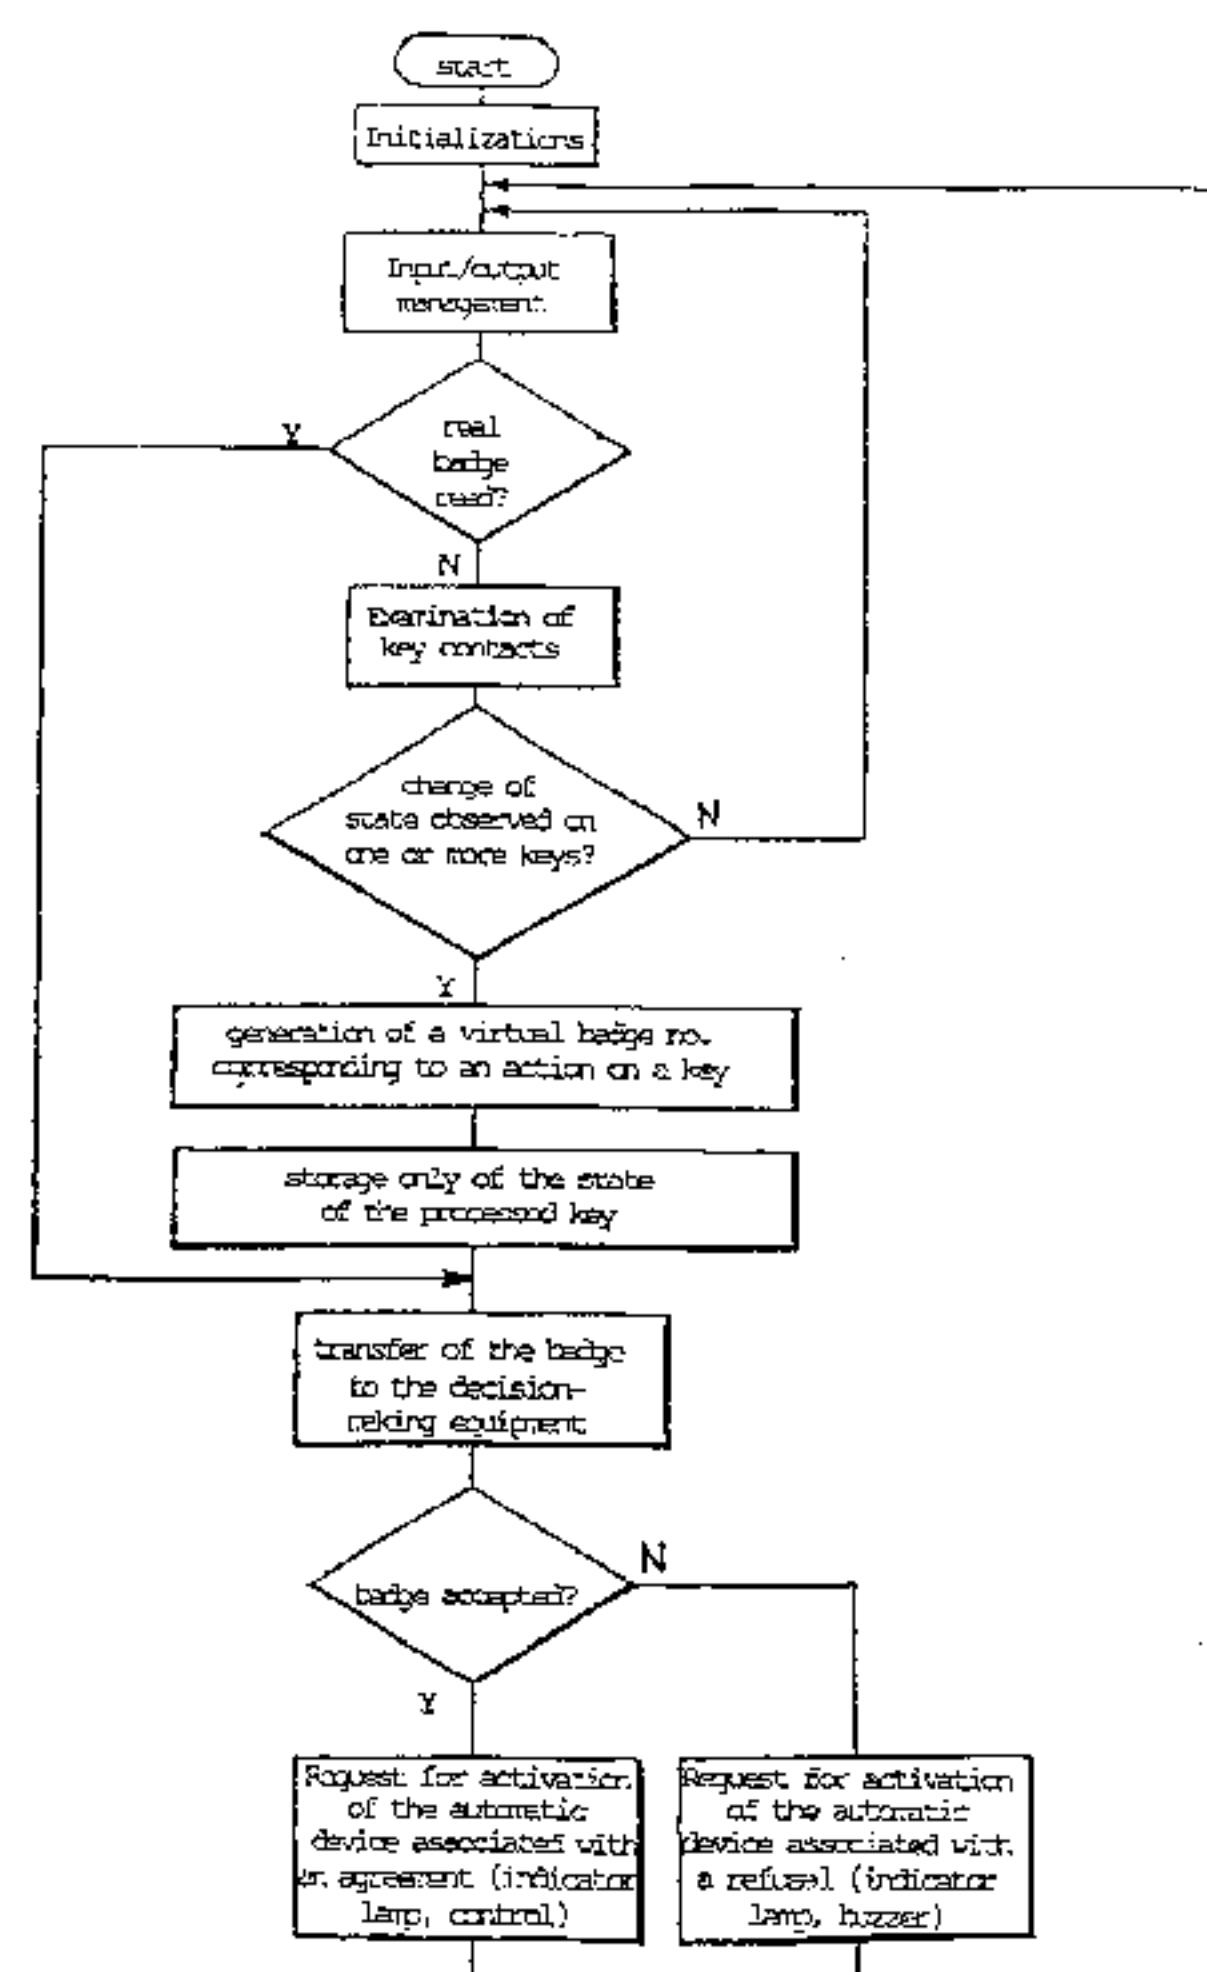 start
Initializations
Input/output
management
Y
real
badge
read?
N
Examination of
key contacts
change of
state observed on
one or more keys?
N
Y
generation of a virtual badge no.
corresponding to an action on a key
storage only of the state
of the processed key
transfer of the badge
to the decision-
making equipment
N
badge accepted?
Y
Request for activation
of the automatic
device associated with
an agreement (indicator
lamp, control)
Request for activation
of the automatic
device associated with
a refusal (indicator
lamp, buzzer)